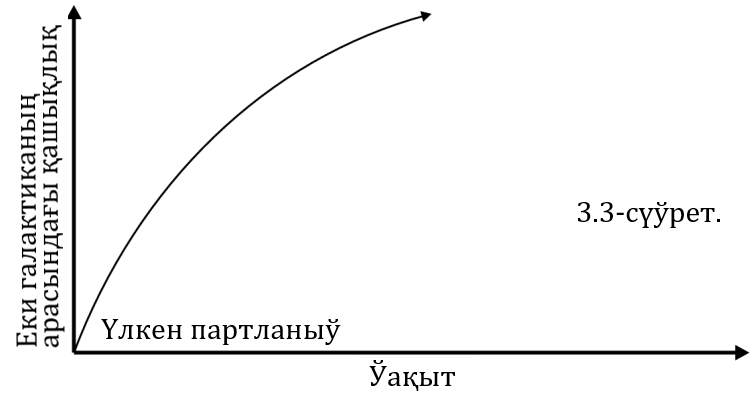 Еки галактиканың
арасындағы қашықлық
3.3-сүўрет.
Үлкен партланыў
Ўақыт